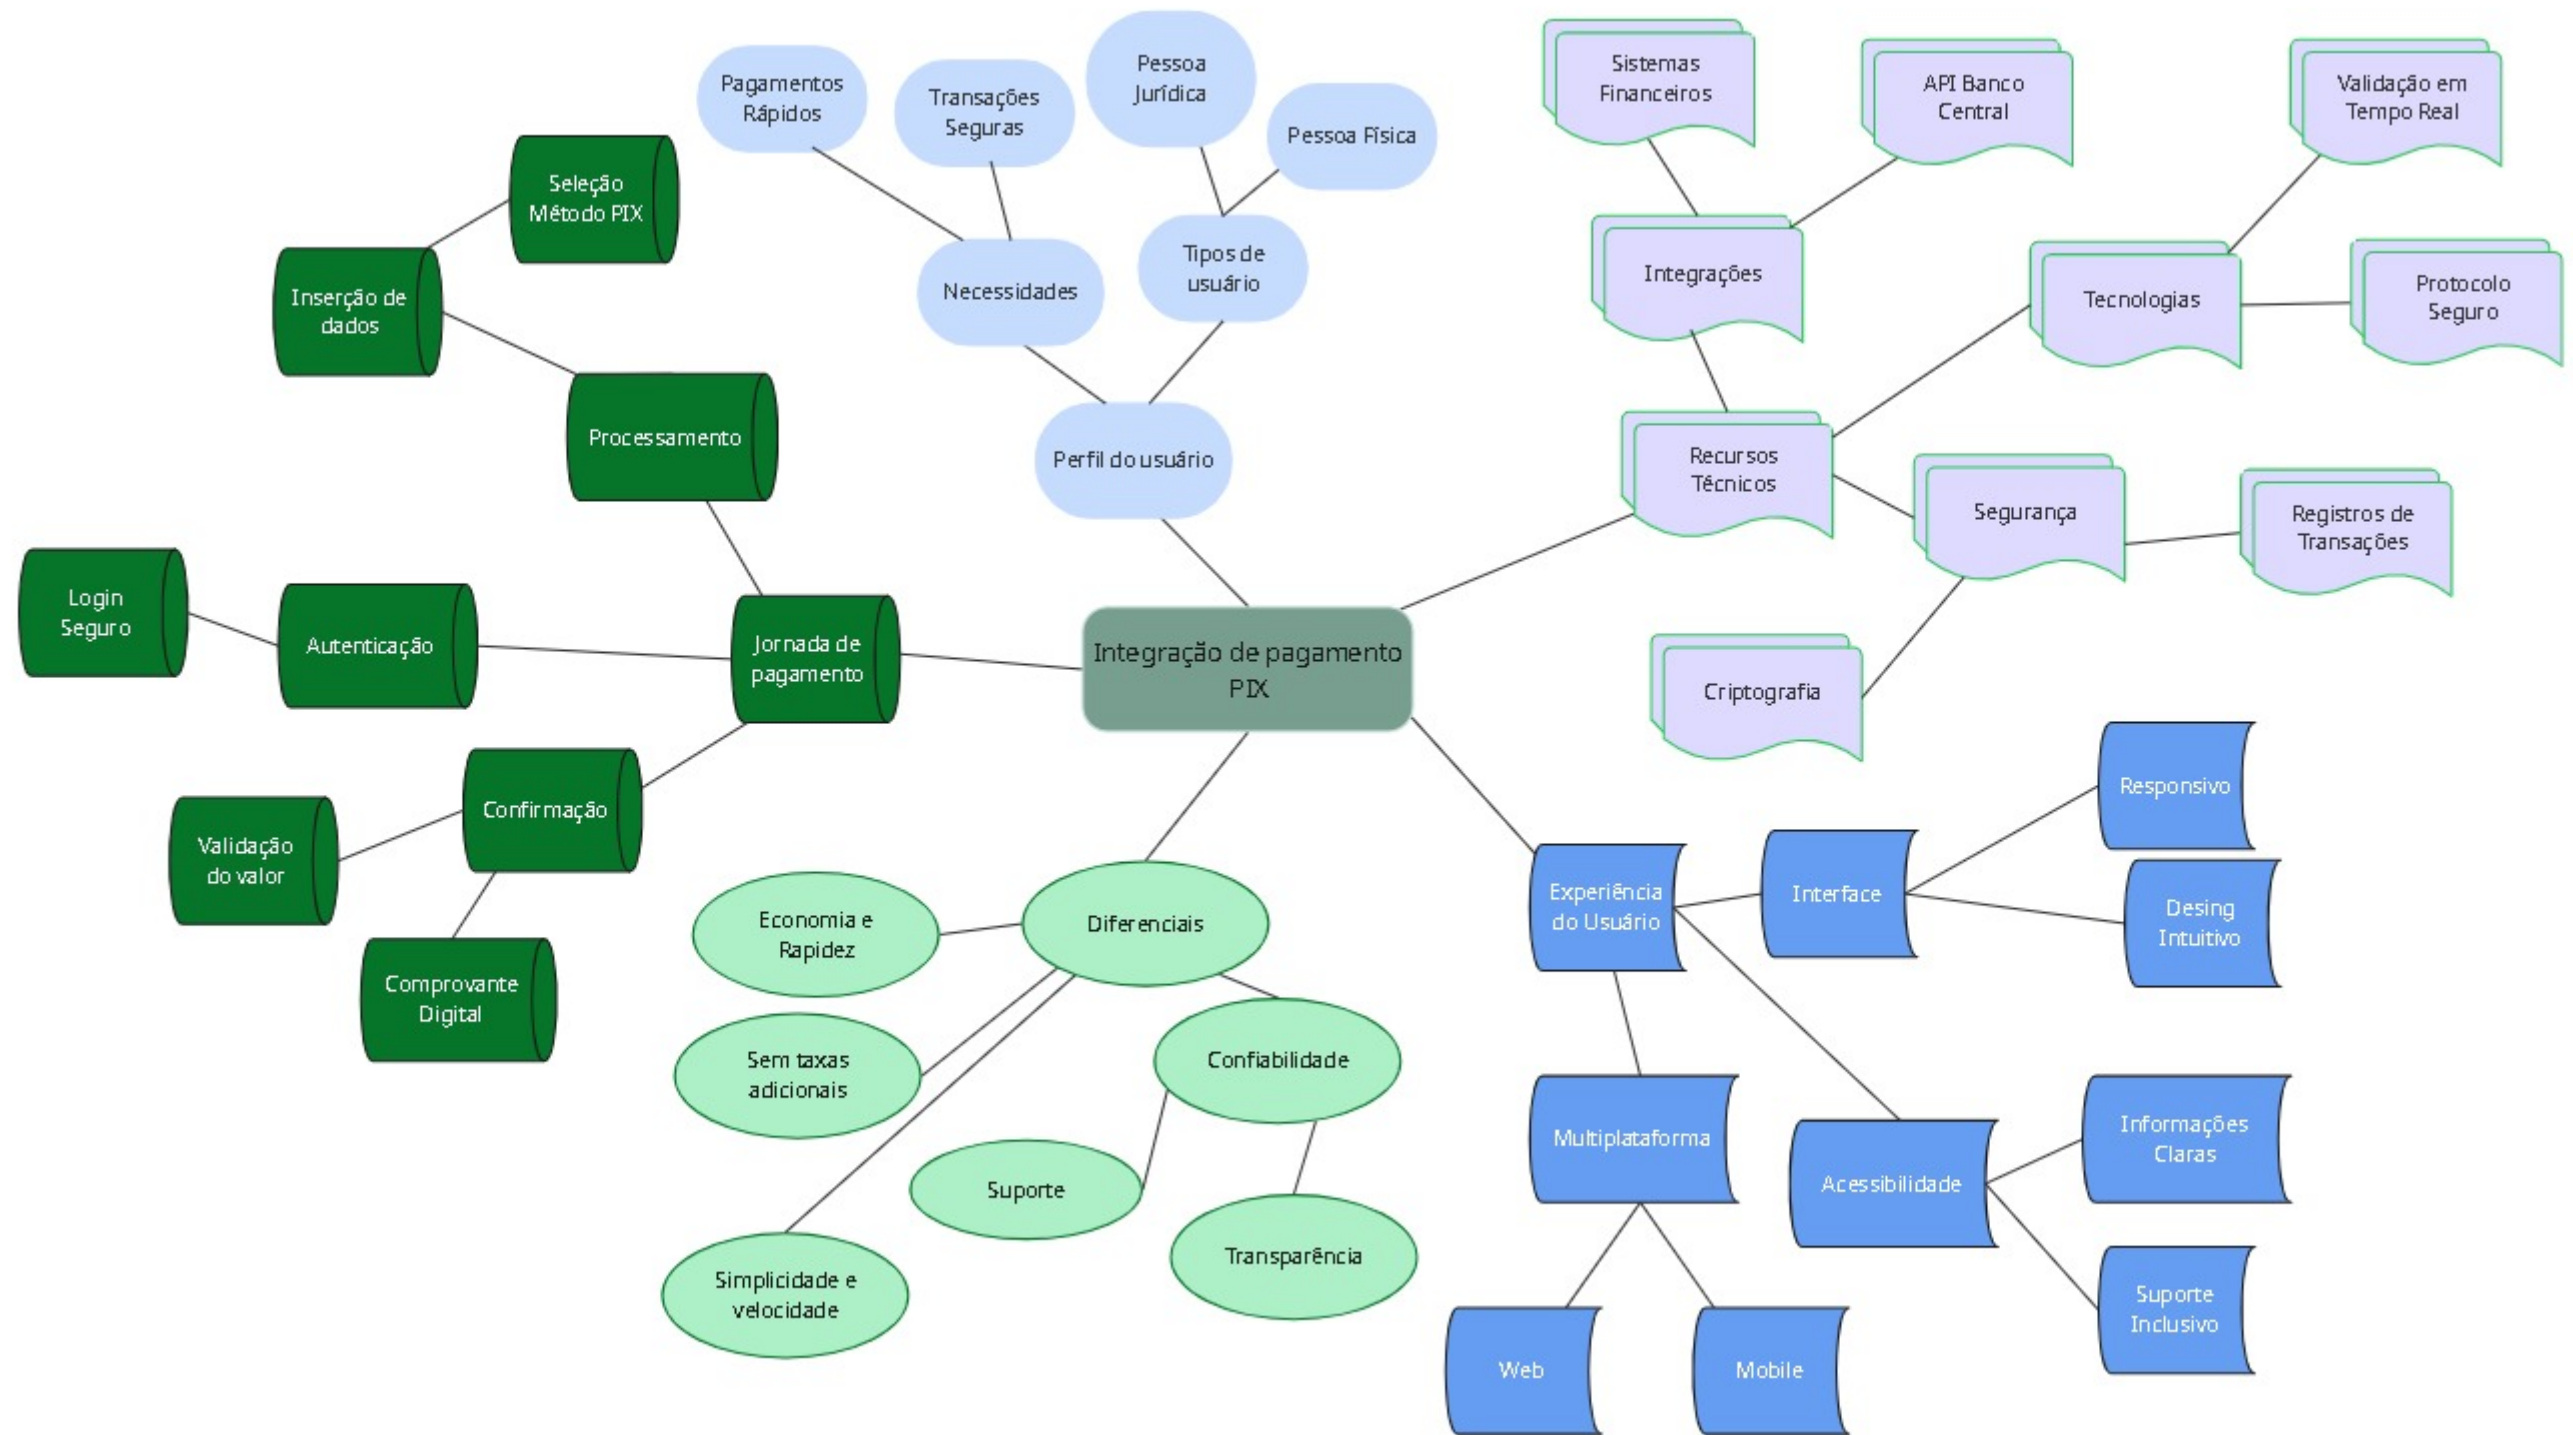 Pagamentos
Rápidos
Transações
Seguras
Pessoa
Jurídica
Pessoa Física
Necessidades
Tipos de
usuário
Perfil do usuário
Sistemas
Financeiros
API Banco
Central
Validação em
Tempo Real
Integrações
Tecnologias
Protocolo
Seguro
Recursos
Técnicos
Segurança
Registros de
Transações
Criptografia
Seleção
Método PIX
Inserção de
dados
Processamento
Login
Seguro
Autenticação
Jornada de
pagamento
Confirmação
Validação
do valor
Comprovante
Digital
Integração de pagamento
PIX
Diferenciais
Economia e
Rapidez
Sem taxas
adicionais
Confiabilidade
Suporte
Transparência
Simplicidade e
velocidade
Experiência
do Usuário
Interface
Responsivo
Desing
Intuitivo
Multiplataforma
Acessibilidade
Informações
Claras
Suporte
Inclusivo
Web
Mobile